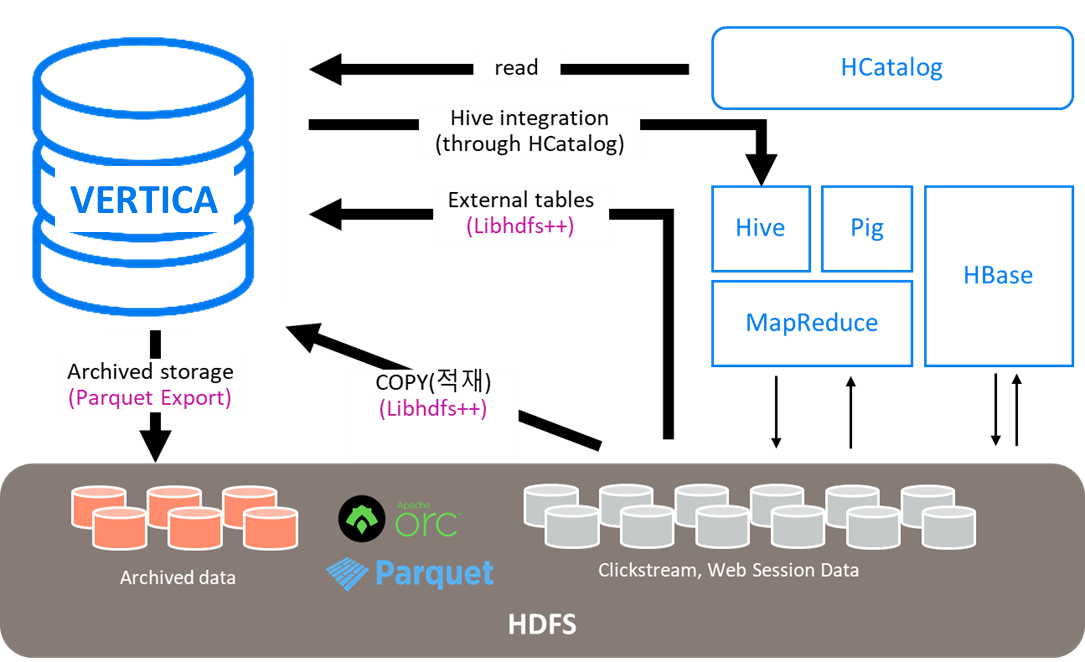 read
HCatalog
Hive integration
(through HCatalog)
VERTICA
External tables
(Libhdfs++)
Hive
Pig
HBase
MapReduce
Archived storage
(Parquet Export)
COPY(적재)
(Libhdfs++)
Apache
orc™
Parquet
Archived data
Clickstream, Web Session Data
HDFS